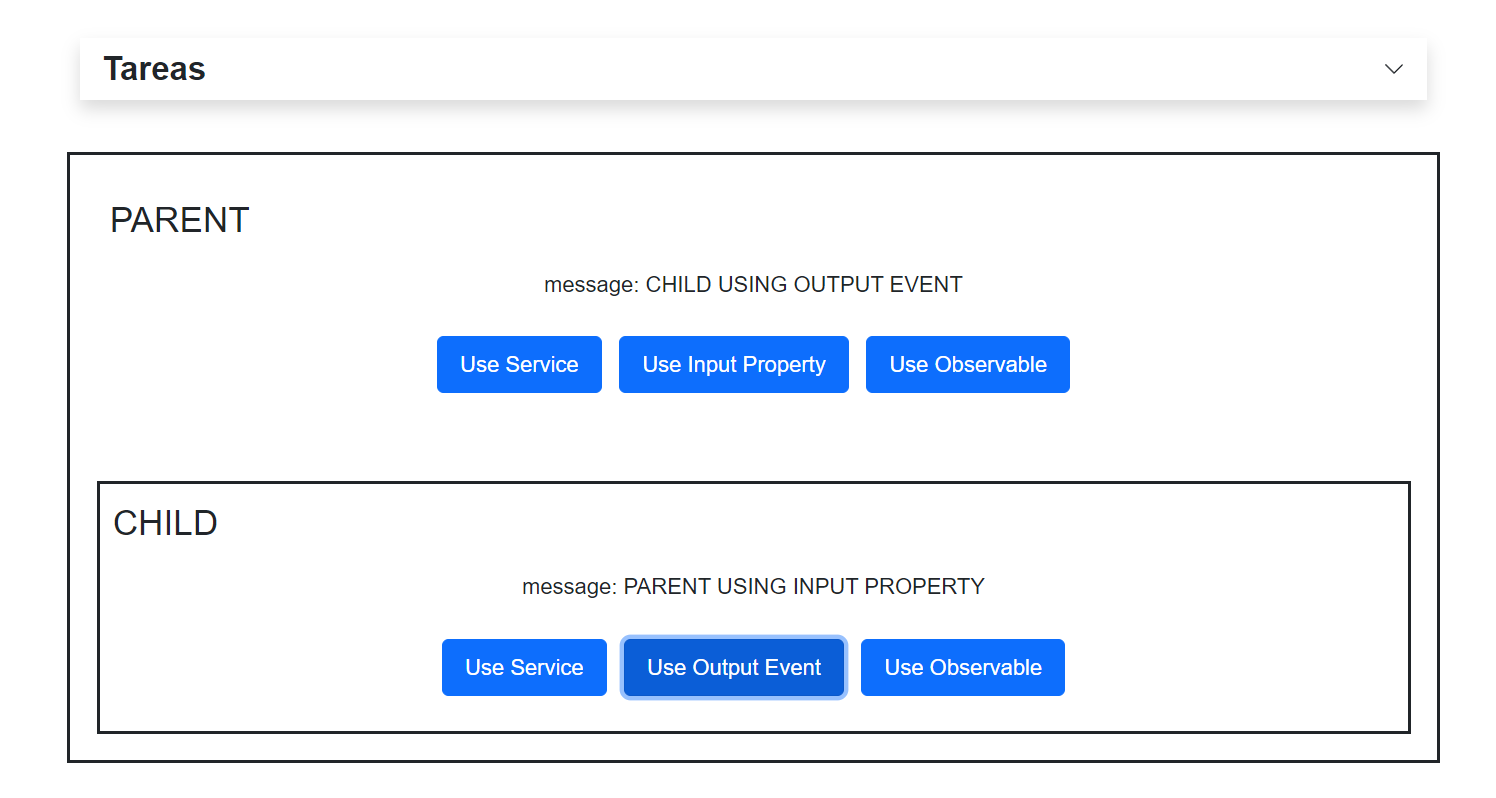 Tareas
PARENT
message: CHILD USING OUTPUT EVENT
Use Service Use Input Property Use Observable
CHILD
message: PARENT USING INPUT PROPERTY
Use Service Use Output Event Use Observable